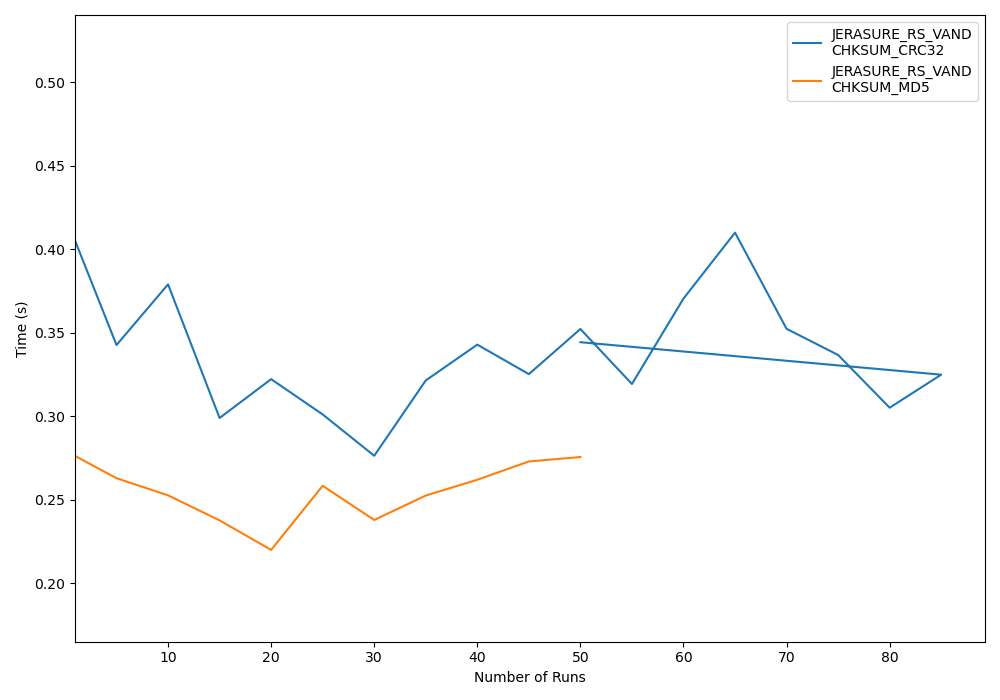 JERASURE_RS_VAND
CHKSUM_CRC32
JERASURE_RS_VAND
CHKSUM_MD5
0.50
0.45
0.40
0.35
0.30
0.25
0.20
Time (s)
10 20 30 40 50 60 70 80
Number of Runs